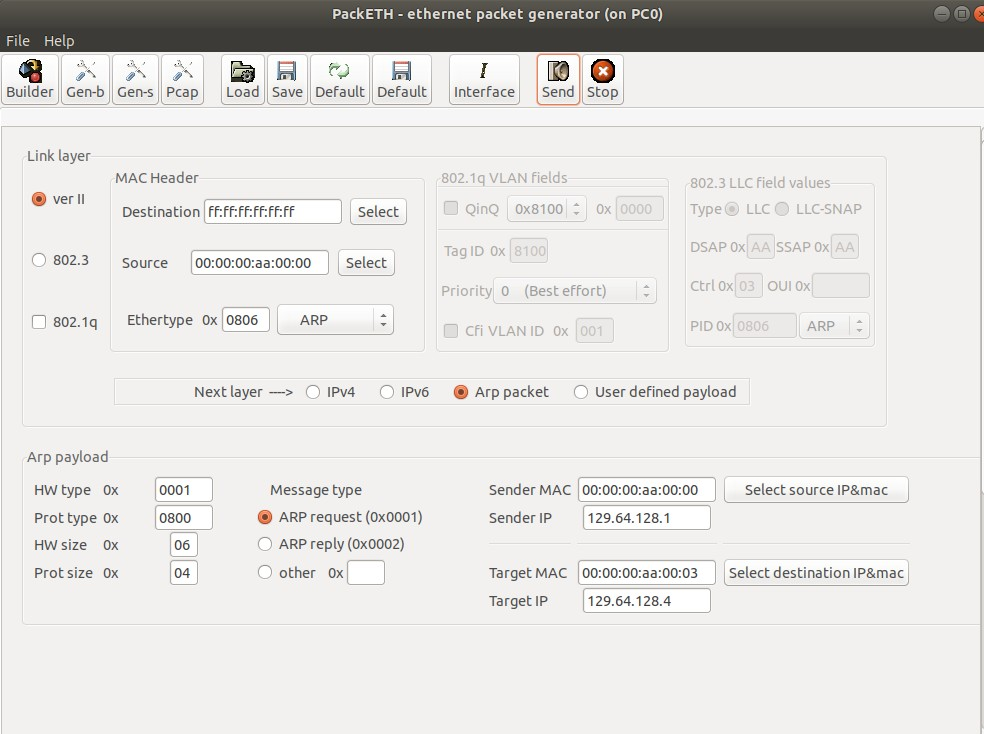 PackETH - ethernet packet generator (on PC0)
File Help
Builder Gen-b Gen-s Pcap Load Save Default Default Interface Send Stop
Link layer
ver II
802.3
802.1q
MAC Header
Destination ff:ff:ff:ff:ff:ff Select
Source 00:00:00:aa:00:00 Select
Ethertype 0x 0806 ARP
802.1q VLAN fields
QinQ 0x8100 0x 0000
Tag ID 0x 8100
Priority 0 (Best effort)
Cfi VLAN ID 0x 001
802.3 LLC field values
Type LLC LLC-SNAP
DSAP 0x AA SSAP 0x AA
Ctrl 0x 03 OUI 0x
PID 0x 0806 ARP
Next layer ----> IPv4 IPv6 Arp packet User defined payload
Arp payload
HW type 0x 0001
Prot type 0x 0800
HW size 0x 06
Prot size 0x 04
Message type
ARP request (0x0001)
ARP reply (0x0002)
other 0x
Sender MAC 00:00:00:aa:00:00 Select source IP&mac
Sender IP 129.64.128.1
Target MAC 00:00:00:aa:00:03 Select destination IP&mac
Target IP 129.64.128.4